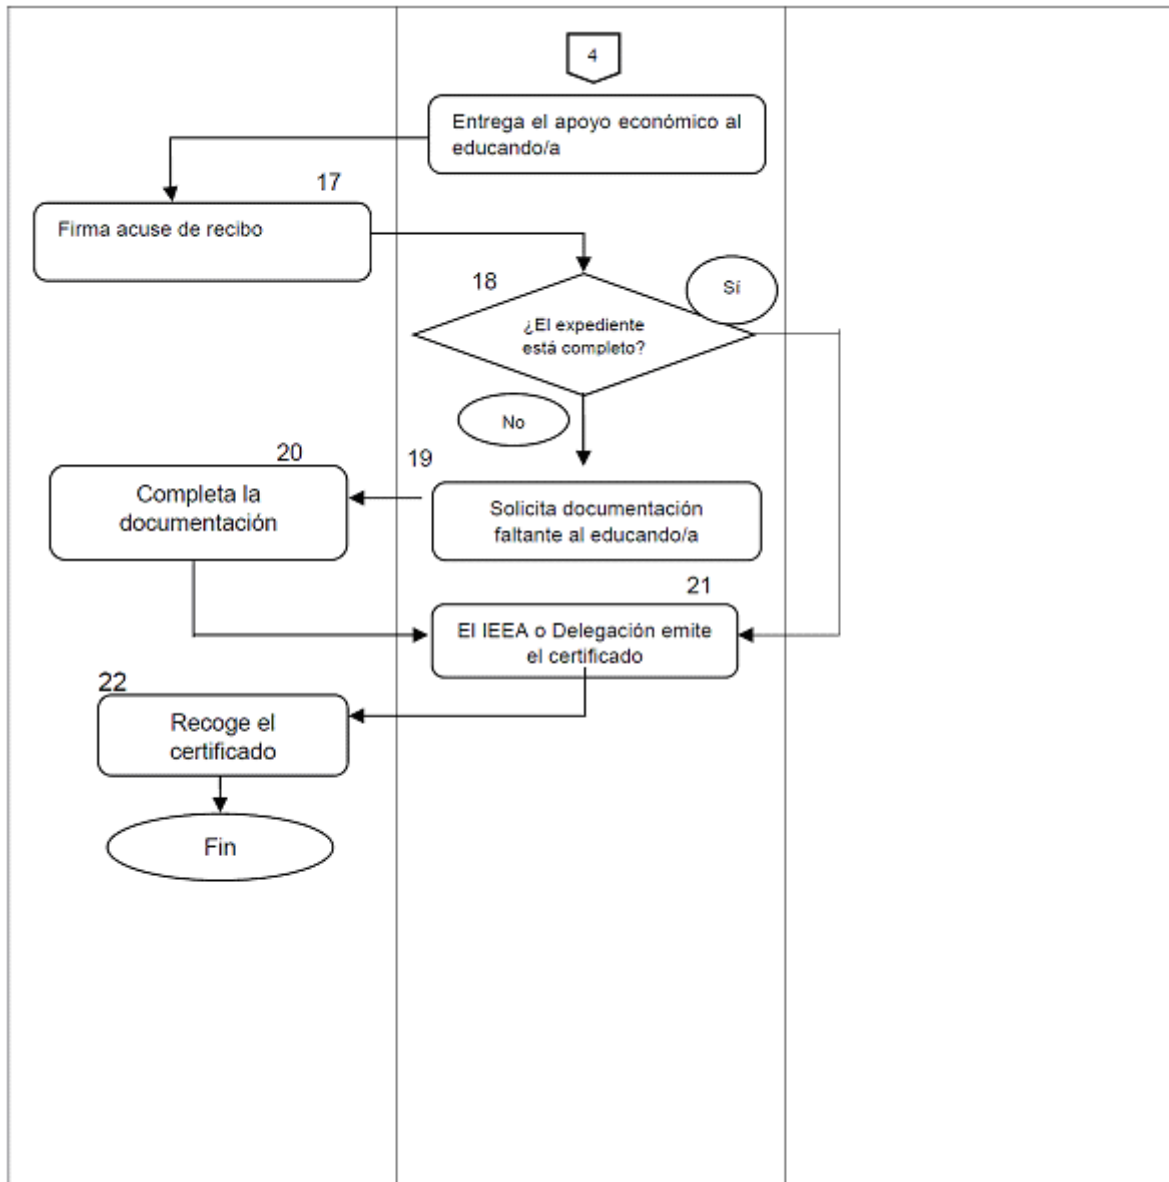 4
Entrega el apoyo económico al
educando/a
17
Firma acuse de recibo
18
Sí
¿El expediente
está completo?
No
20
19
Completa la
documentación
Solicita documentación
faltante al educando/a
21
El IEEA o Delegación emite
el certificado
22
Recoge el
certificado
Fin